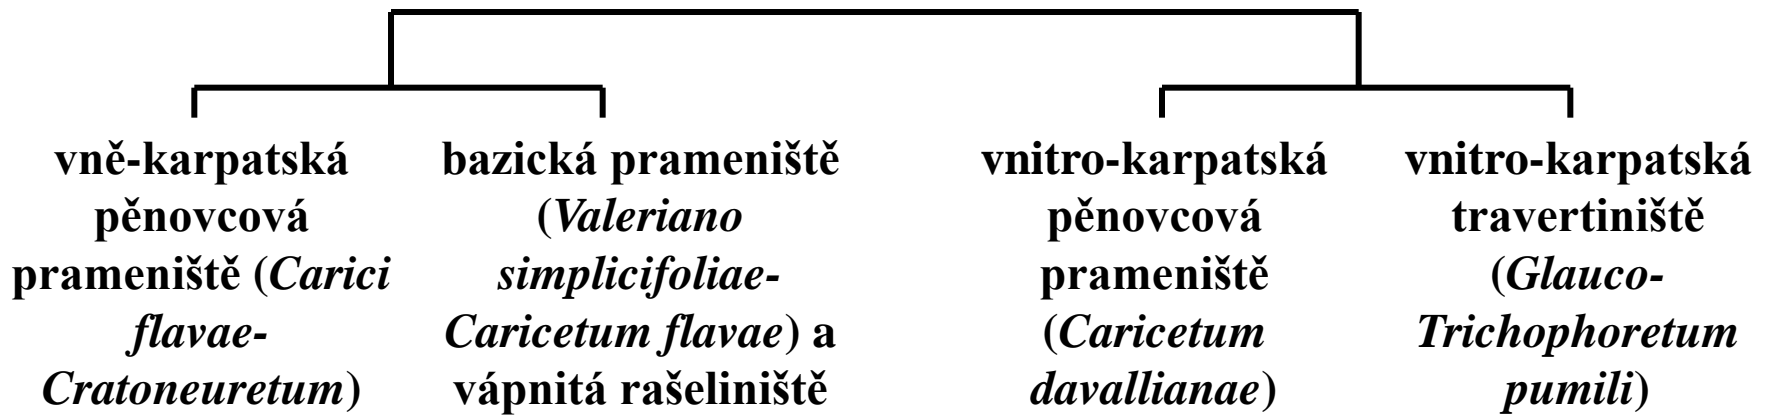 vně-karpatská
pěnovcová
prameniště (Carici
flavae-
Cratoneuretum)
bazická prameniště
(Valeriano
simplicifoliae-
Caricetum flavae) a
vápnitá rašeliniště
vnitro-karpatská
pěnovcová
prameniště
(Caricetum
davallianae)
vnitro-karpatská
travertiniště
(Glauco-
Trichophoretum
pumili)